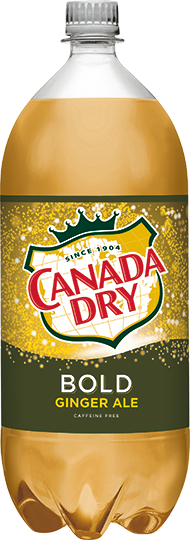 SINCE 1904
CANADA
DRY
BOLD
GINGER ALE
CAFFEINE FREE